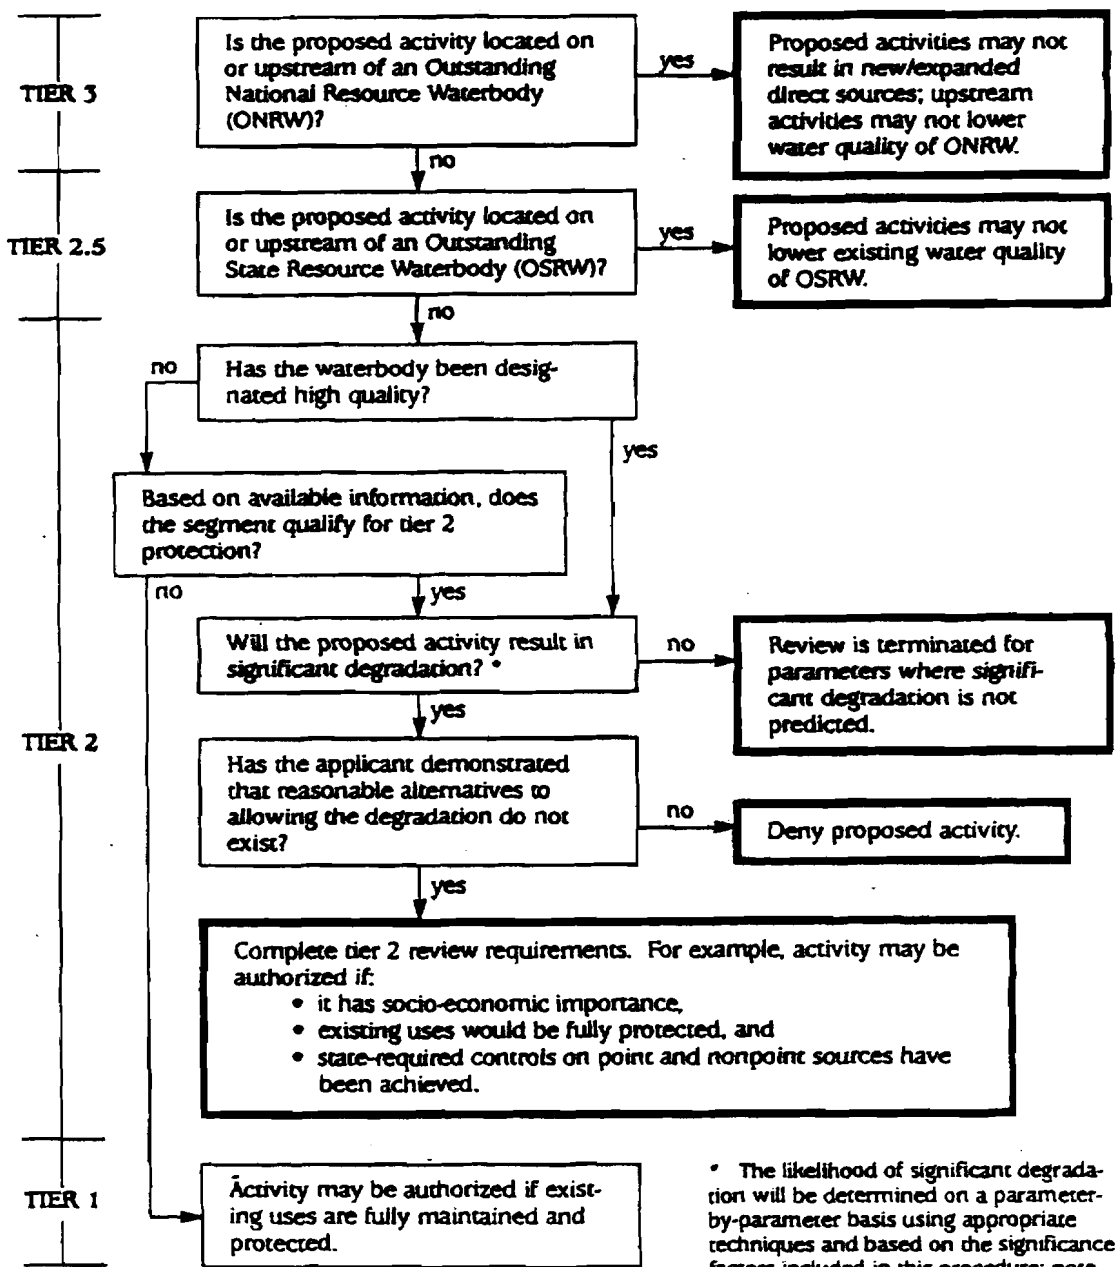 TIER 3
Is the proposed activity located on
or upstream of an Outstanding
National Resource Waterbody
(ONRW)?
yes
Proposed activities may not
result in new/expanded
direct sources; upstream
activities may not lower
water quality of ONRW.
no
TIER 2.5
Is the proposed activity located on
or upstream of an Outstanding
State Resource Waterbody (OSRW)?
yes
Proposed activities may not
lower existing water quality
of OSRW.
no
TIER 2
no
Has the waterbody been desig-
nated high quality?
yes
Based on available information, does
the segment qualify for tier 2
protection?
no
yes
Will the proposed activity result in
significant degradation? *
no
Review is terminated for
parameters where signifi-
cant degradation is not
predicted.
yes
Has the applicant demonstrated
that reasonable alternatives to
allowing the degradation do not
exist?
no
Deny proposed activity.
yes
Complete tier 2 review requirements. For example, activity may be
authorized if:
• it has socio-economic importance,
• existing uses would be fully protected, and
• state-required controls on point and nonpoint sources have
been achieved.
TIER 1
Activity may be authorized if exist-
ing uses are fully maintained and
protected.
* The likelihood of significant degrada-
tion will be determined on a parameter-
by-parameter basis using appropriate
techniques and based on the significance
factors included in this procedure;